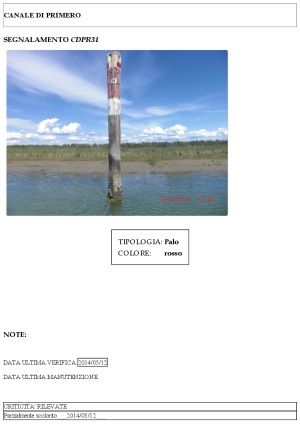 CANALE DI PRIMERO
SEGNALAMENTO CDPR31
TIPOLOGIA: Palo
COLORE: rosso
NOTE:
DATA ULTIMA VERIFICA 2014/05/12
DATA ULTIMA MANUTENZIONE
CRITICITA' RILEVATE
Parzialmente scolorito 2014/05/12